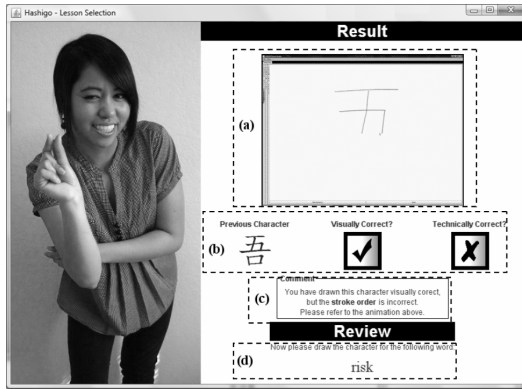 Hashigo - Lesson Selection
Result
(a)
Previous Character Visually Correct? Technically Correct?
(b) 吾
Comment
(c) You have drawn this character visually corect,
but the stroke order is incorrect.
Please refer to the animation above.
Review
Now please draw the character for the following word
(d) risk